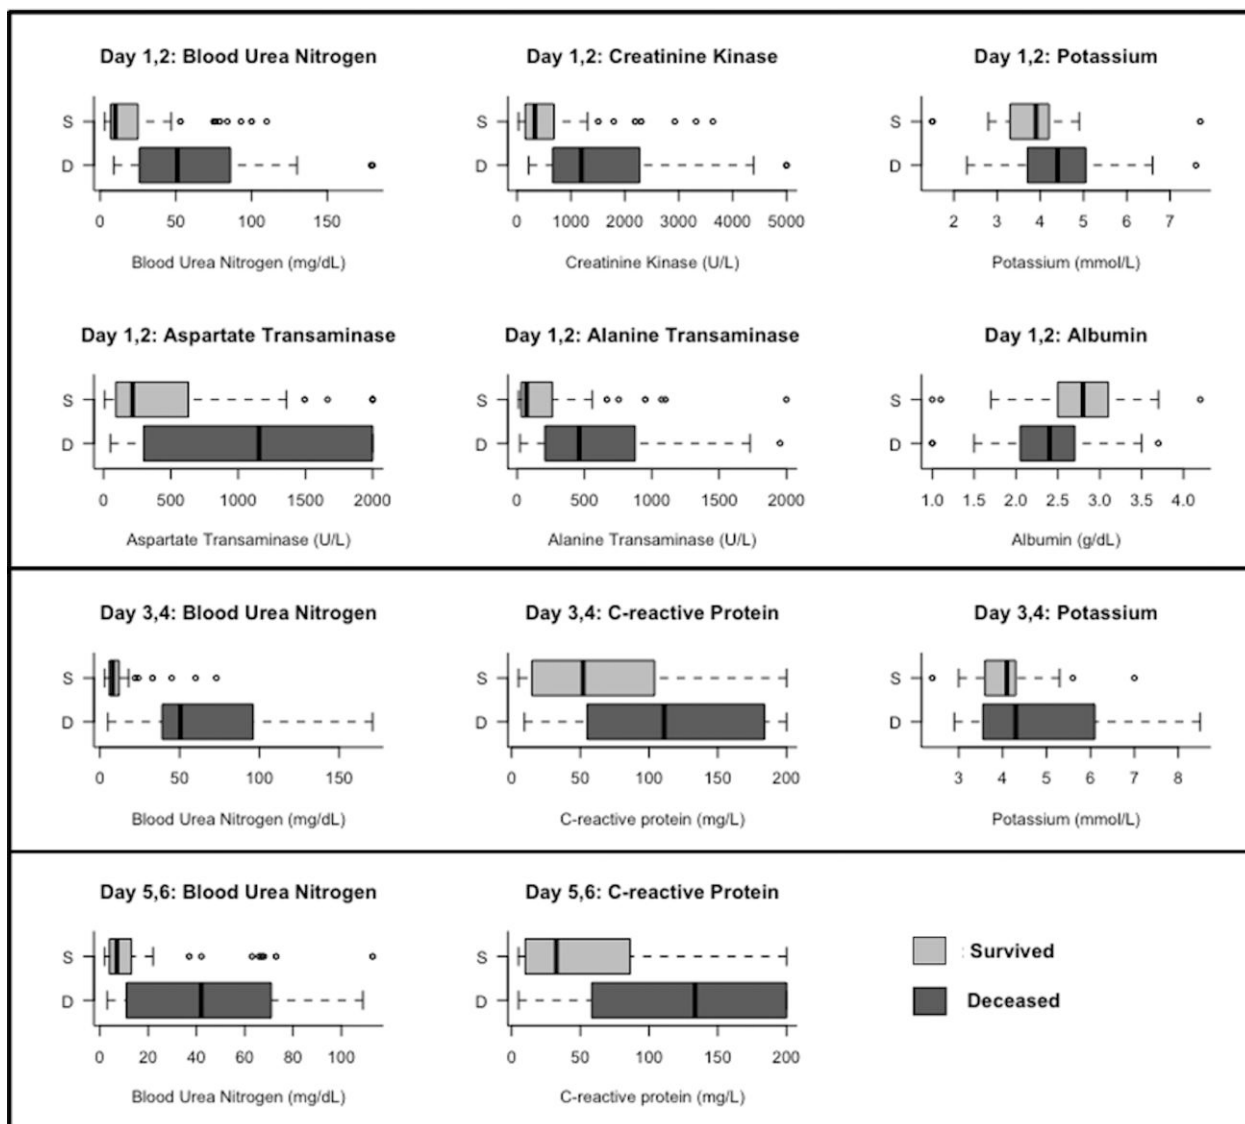 Day 1,2: Blood Urea Nitrogen
S
D
0 50 100 150
Blood Urea Nitrogen (mg/dL)
Day 1,2: Creatinine Kinase
S
D
0 1000 2000 3000 4000 5000
Creatinine Kinase (U/L)
Day 1,2: Potassium
S
D
2 3 4 5 6 7
Potassium (mmol/L)
Day 1,2: Aspartate Transaminase
S
D
0 500 1000 1500 2000
Aspartate Transaminase (U/L)
Day 1,2: Alanine Transaminase
S
D
0 500 1000 1500 2000
Alanine Transaminase (U/L)
Day 1,2: Albumin
S
D
1.0 1.5 2.0 2.5 3.0 3.5 4.0
Albumin (g/dL)
Day 3,4: Blood Urea Nitrogen
S
D
0 50 100 150
Blood Urea Nitrogen (mg/dL)
Day 3,4: C-reactive Protein
S
D
0 50 100 150 200
C-reactive protein (mg/L)
Day 3,4: Potassium
S
D
3 4 5 6 7 8
Potassium (mmol/L)
Day 5,6: Blood Urea Nitrogen
S
D
0 20 40 60 80 100
Blood Urea Nitrogen (mg/dL)
Day 5,6: C-reactive Protein
S
D
0 50 100 150 200
C-reactive protein (mg/L)
: Survived
Deceased